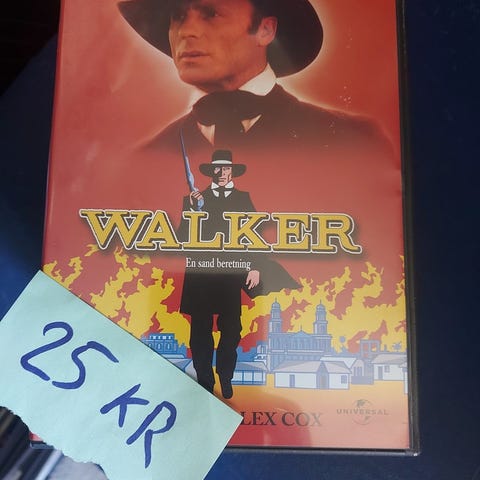 WALKER
En sand beretning
25 KR
LEX COX
UNIVERSAL